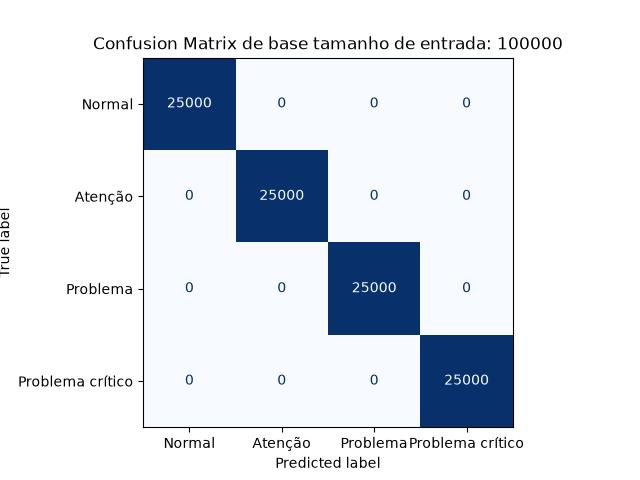 Confusion Matrix de base tamanho de entrada: 100000
True label
Normal 25000 0 0 0
Atenção 0 25000 0 0
Problema 0 0 25000 0
Problema crítico 0 0 0 25000
Normal Atenção Problema Problema crítico
Predicted label